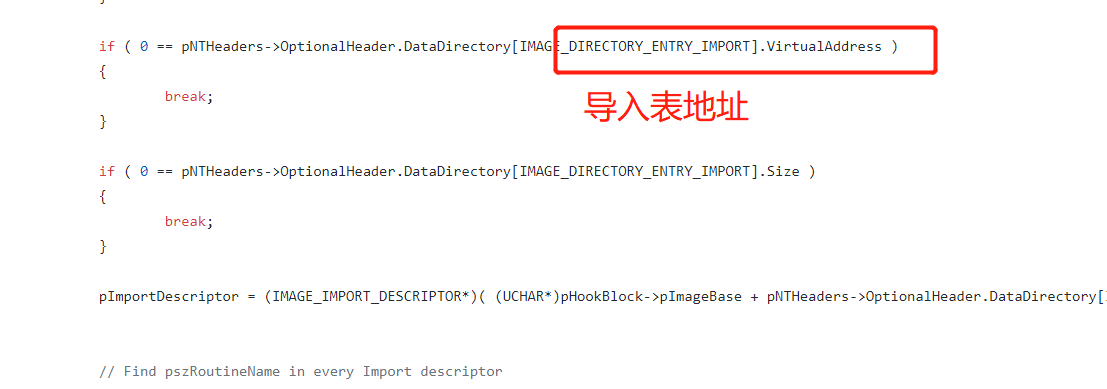 }
if ( 0 == pNTHeaders->OptionalHeader.DataDirectory[IMAGE_DIRECTORY_ENTRY_IMPORT].VirtualAddress )
{
break;
导入表地址
}
if ( 0 == pNTHeaders->OptionalHeader.DataDirectory[IMAGE_DIRECTORY_ENTRY_IMPORT].Size )
{
break;
}
pImportDescriptor = (IMAGE_IMPORT_DESCRIPTOR*)( (UCHAR*)pHookBlock->pImageBase + pNTHeaders->OptionalHeader.DataDirectory[
// Find pszRoutineName in every Import descriptor